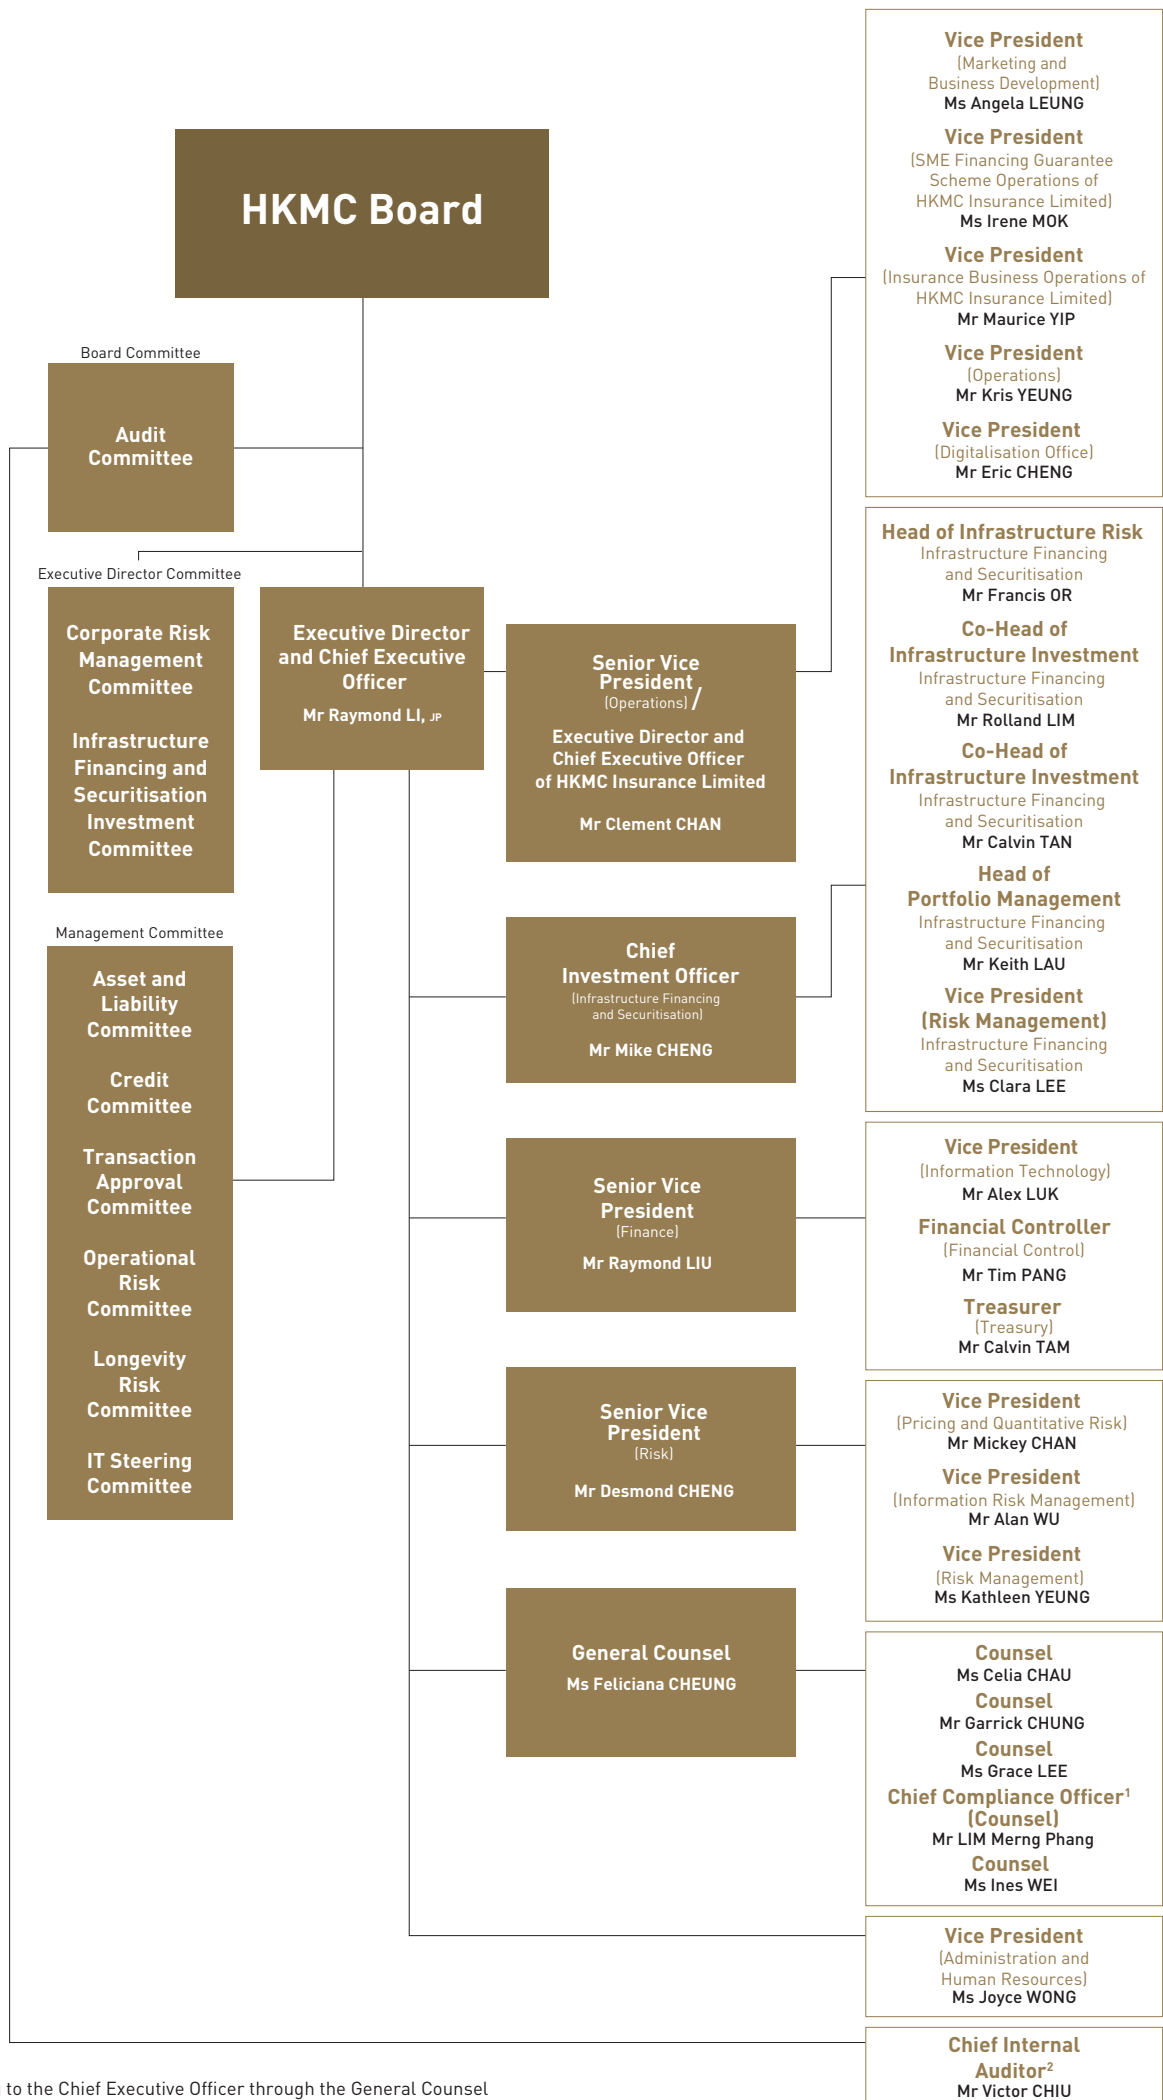 HKMC Board
Board Committee
Audit
Committee
Executive Director Committee
Corporate Risk
Management
Committee
Infrastructure
Financing and
Securitisation
Investment
Committee
Management Committee
Asset and
Liability
Committee
Credit
Committee
Transaction
Approval
Committee
Operational
Risk
Committee
Longevity
Risk
Committee
IT Steering
Committee
Executive Director
and Chief Executive
Officer
Mr Raymond LI, JP
Senior Vice
President
(Operations) /
Executive Director and
Chief Executive Officer
of HKMC Insurance Limited
Mr Clement CHAN
Chief
Investment Officer
(Infrastructure Financing
and Securitisation)
Mr Mike CHENG
Senior Vice
President
(Finance)
Mr Raymond LIU
Senior Vice
President
(Risk)
Mr Desmond CHENG
General Counsel
Ms Feliciana CHEUNG
Vice President
(Marketing and
Business Development)
Ms Angela LEUNG
Vice President
(SME Financing Guarantee
Scheme Operations of
HKMC Insurance Limited)
Ms Irene MOK
Vice President
(Insurance Business Operations of
HKMC Insurance Limited)
Mr Maurice YIP
Vice President
(Operations)
Mr Kris YEUNG
Vice President
(Digitalisation Office)
Mr Eric CHENG
Head of Infrastructure Risk
Infrastructure Financing
and Securitisation
Mr Francis OR
Co-Head of
Infrastructure Investment
Infrastructure Financing
and Securitisation
Mr Rolland LIM
Co-Head of
Infrastructure Investment
Infrastructure Financing
and Securitisation
Mr Calvin TAN
Head of
Portfolio Management
Infrastructure Financing
and Securitisation
Mr Keith LAU
Vice President
(Risk Management)
Infrastructure Financing
and Securitisation
Ms Clara LEE
Vice President
(Information Technology)
Mr Alex LUK
Financial Controller
(Financial Control)
Mr Tim PANG
Treasurer
(Treasury)
Mr Calvin TAM
Vice President
(Pricing and Quantitative Risk)
Mr Mickey CHAN
Vice President
(Information Risk Management)
Mr Alan WU
Vice President
(Risk Management)
Ms Kathleen YEUNG
Counsel
Ms Celia CHAU
Counsel
Mr Garrick CHUNG
Counsel
Ms Grace LEE
Chief Compliance Officer¹
(Counsel)
Mr LIM Merng Phang
Counsel
Ms Ines WEI
Vice President
(Administration and
Human Resources)
Ms Joyce WONG
Chief Internal
Auditor²
Mr Victor CHIU
to the Chief Executive Officer through the General Counsel